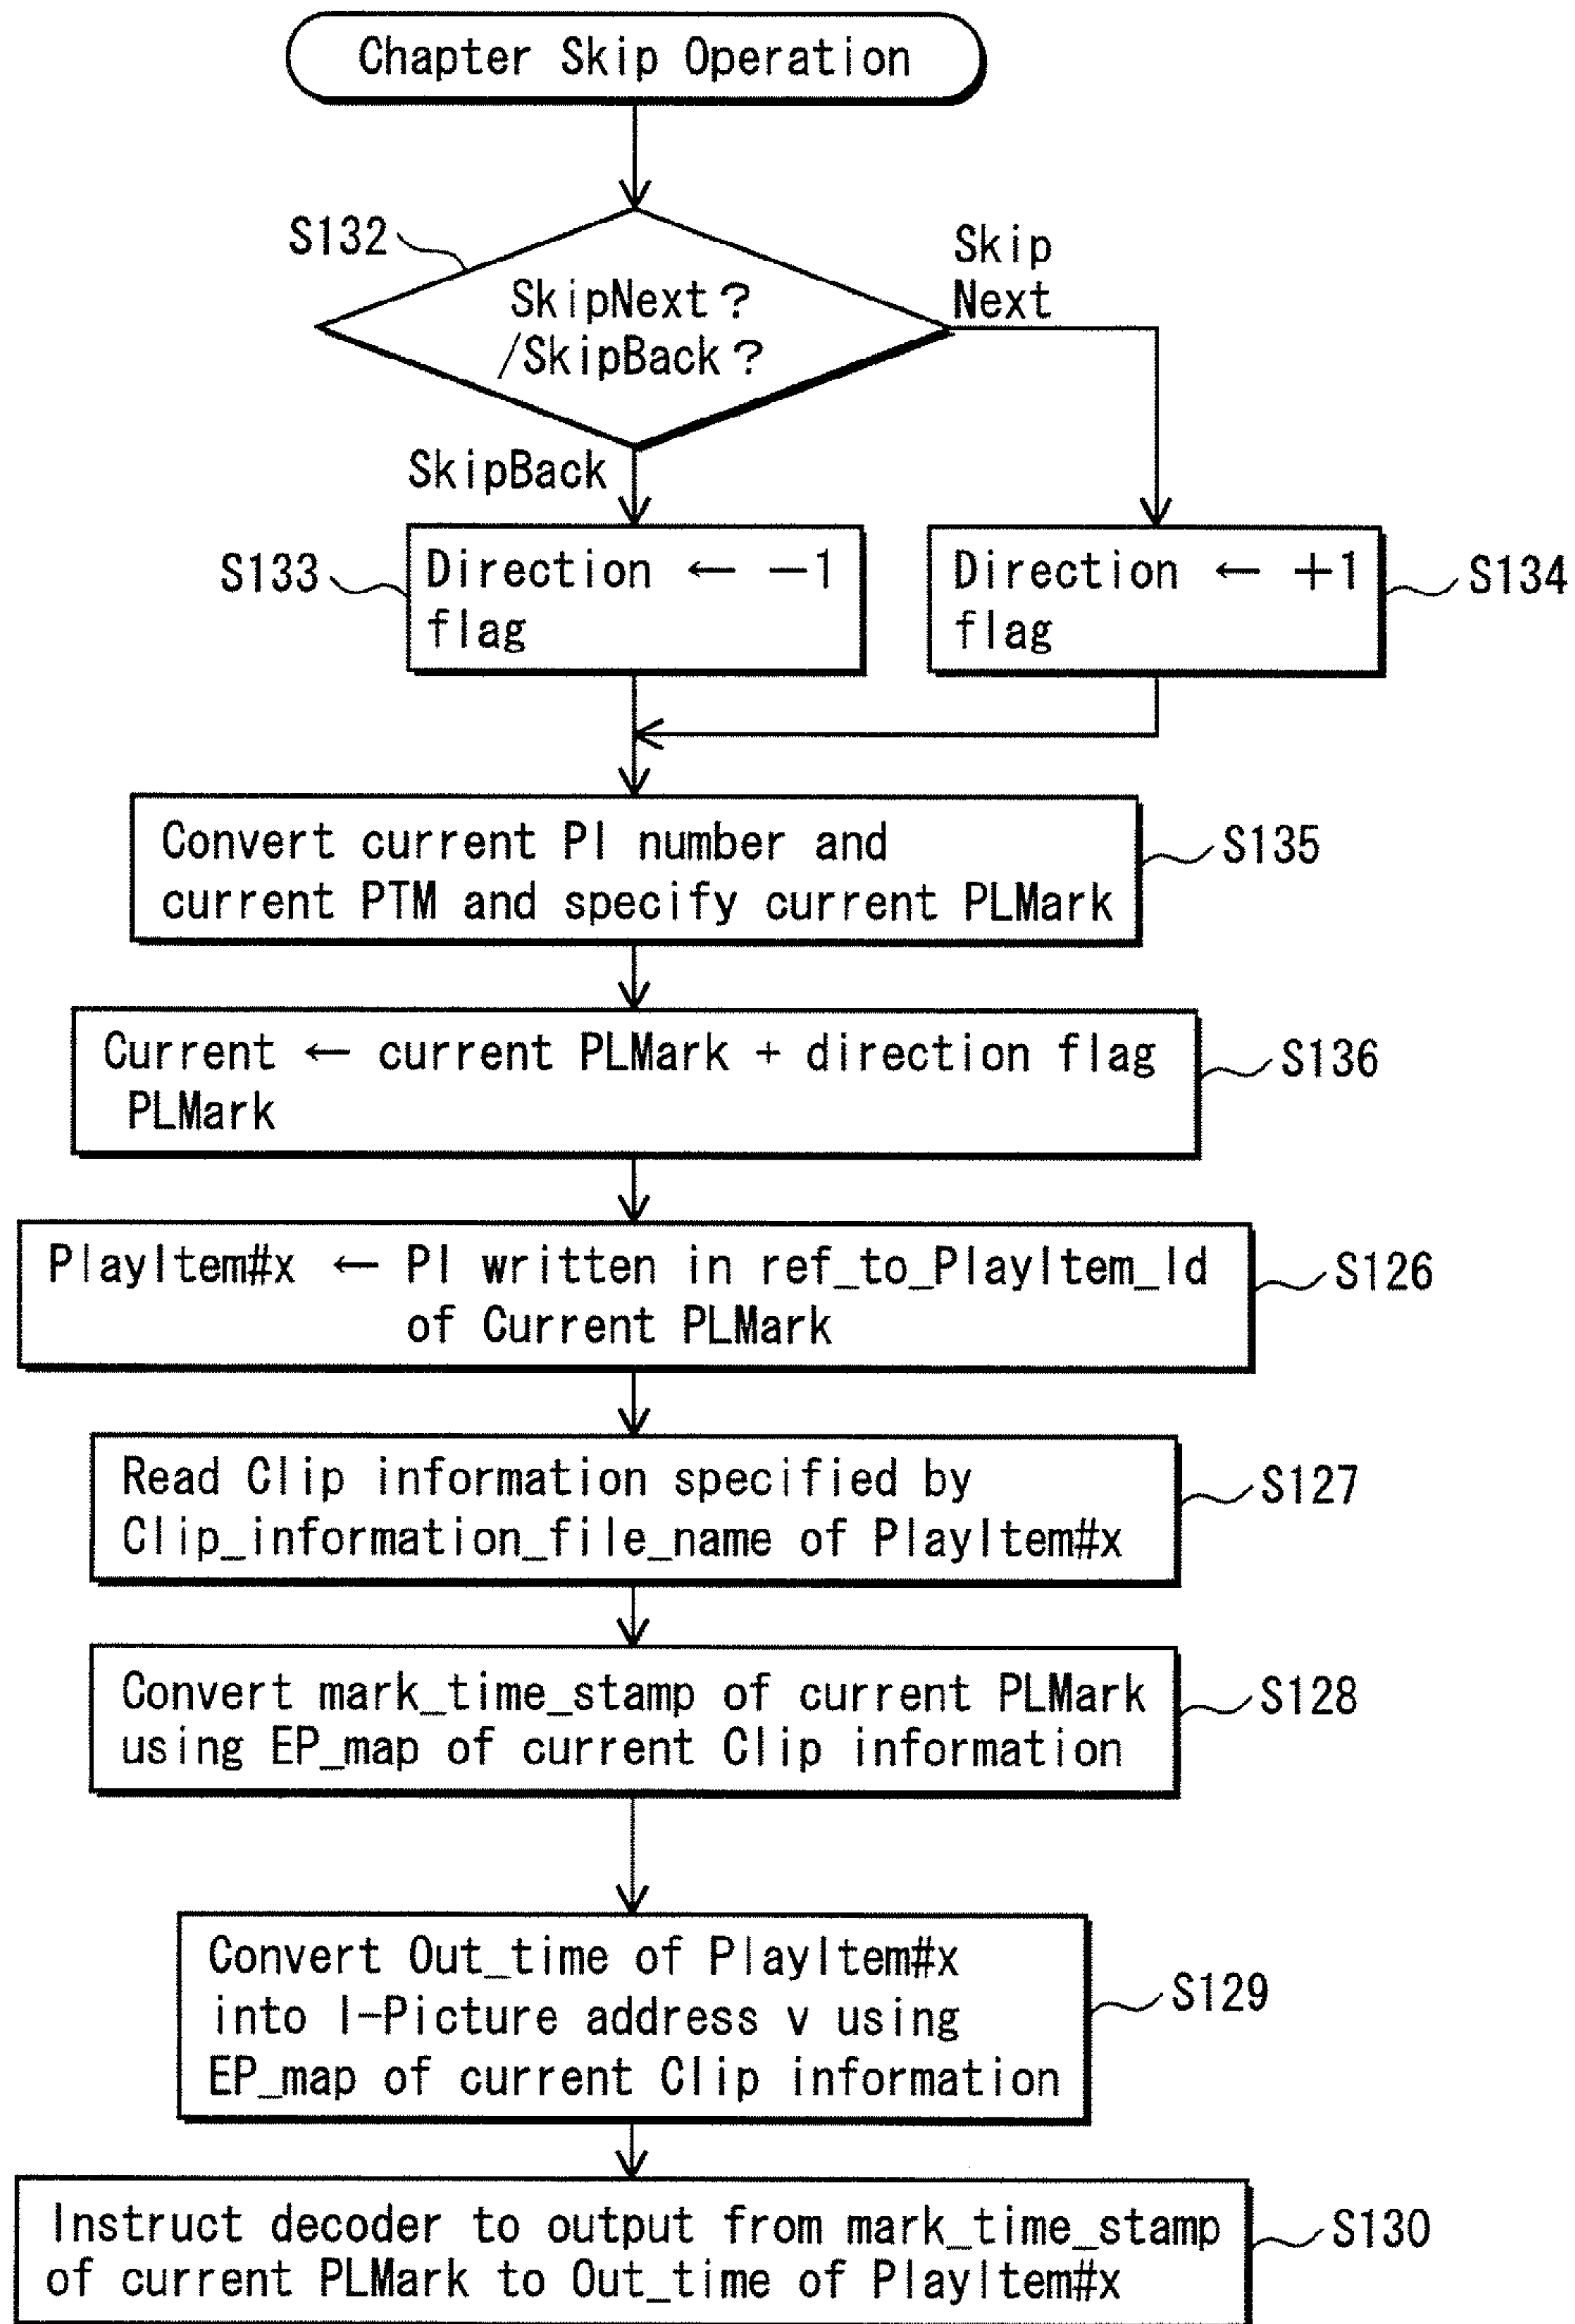 Chapter Skip Operation
S132
SkipNext?
/SkipBack?
Skip
Next
SkipBack
S133
Direction ← −1
flag
Direction ← +1
flag
S134
Convert current PI number and
current PTM and specify current PLMark
S135
Current ← current PLMark + direction flag
PLMark
S136
PlayItem#x ← PI written in ref_to_PlayItem_Id
of Current PLMark
S126
Read Clip information specified by
Clip_information_file_name of PlayItem#x
S127
Convert mark_time_stamp of current PLMark
using EP_map of current Clip information
S128
Convert Out_time of PlayItem#x
into I-Picture address v using
EP_map of current Clip information
S129
Instruct decoder to output from mark_time_stamp
of current PLMark to Out_time of PlayItem#x
S130